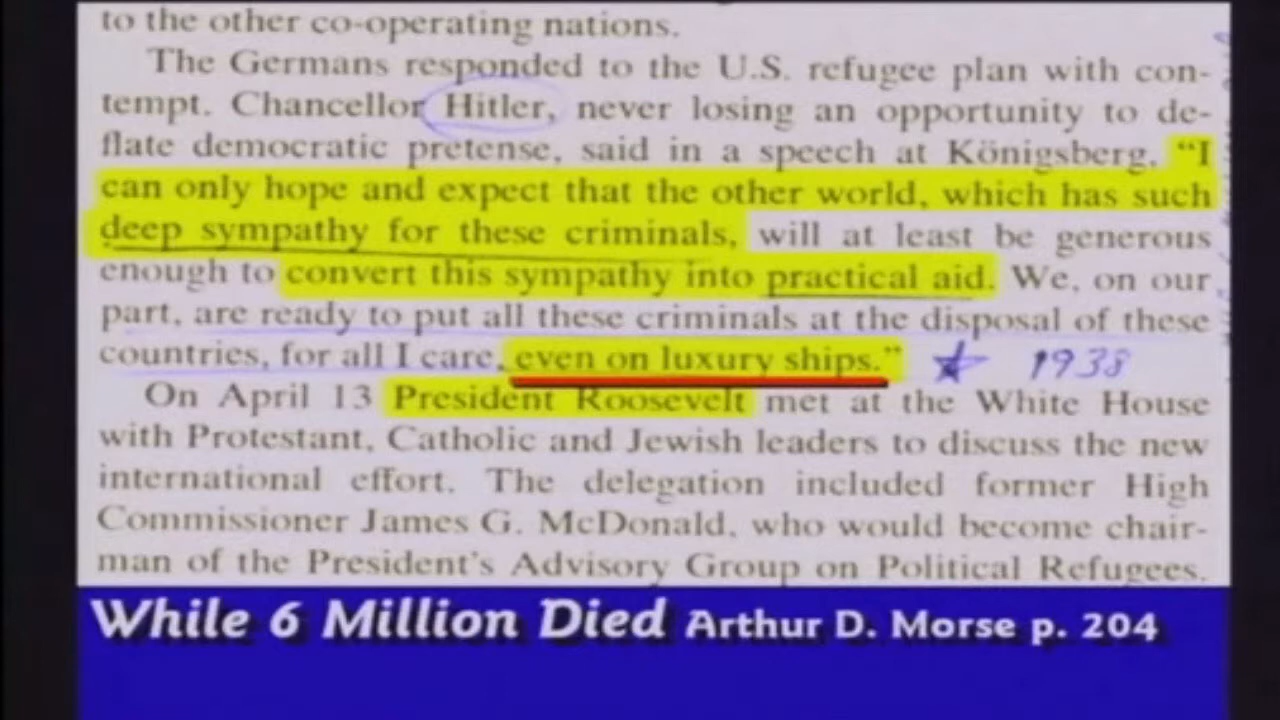 to the other co-operating nations.
The Germans responded to the U.S. refugee plan with con-
tempt. Chancellor Hitler, never losing an opportunity to de-
flate democratic pretense, said in a speech at Königsberg, “I
can only hope and expect that the other world, which has such
deep sympathy for these criminals, will at least be generous
enough to convert this sympathy into practical aid. We, on our
part, are ready to put all these criminals at the disposal of these
countries, for all I care, even on luxury ships.” 1938
On April 13 President Roosevelt met at the White House
with Protestant, Catholic and Jewish leaders to discuss the new
international effort. The delegation included former High
Commissioner James G. McDonald, who would become chair-
man of the President's Advisory Group on Political Refugees.
While 6 Million Died Arthur D. Morse p. 204